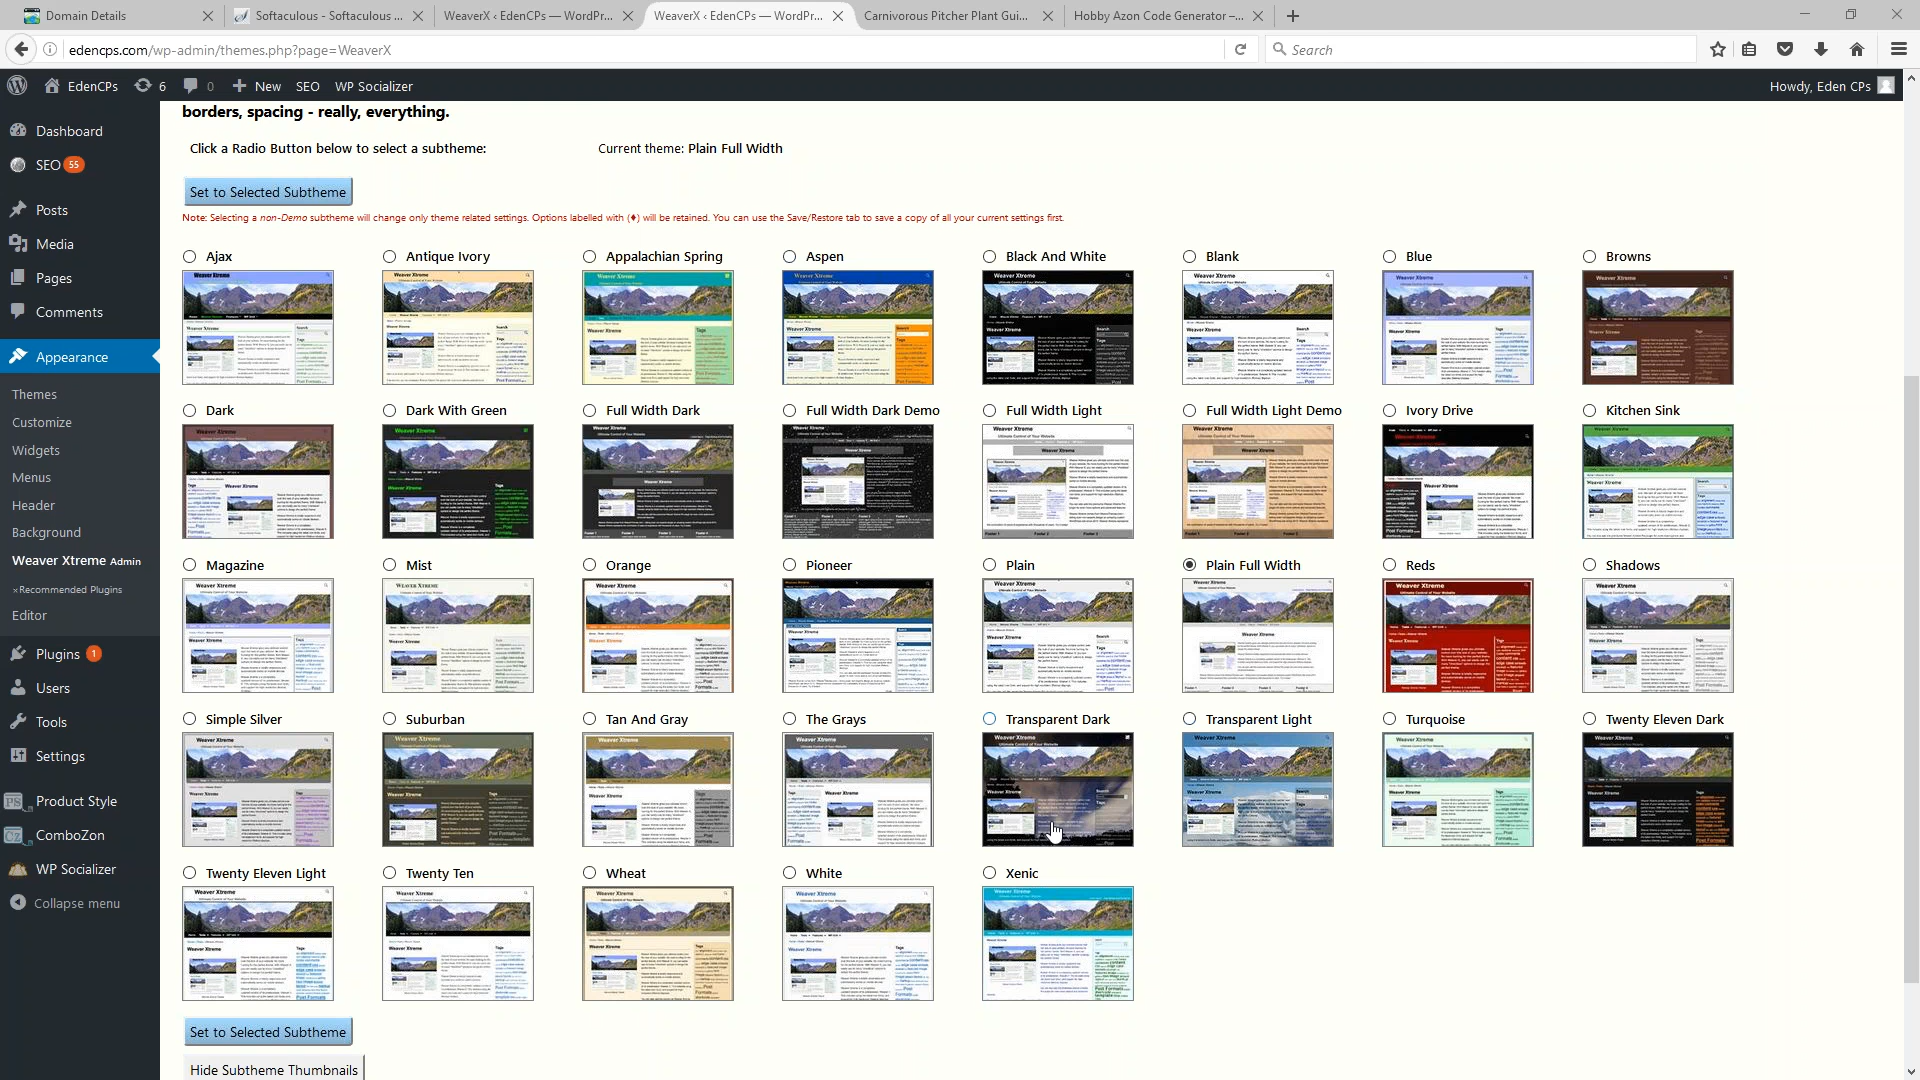 Domain Details
Softaculous - Softaculous ...
WeaverX ‹ EdenCPs — WordPr...
WeaverX ‹ EdenCPs — WordPr...
Carnivorous Pitcher Plant Gui...
Hobby Azon Code Generator –...
edencps.com/wp-admin/themes.php?page=WeaverX
Search
EdenCPs
6
0
New
SEO
WP Socializer
Howdy, Eden CPs
Dashboard
SEO 55
Posts
Media
Pages
Comments
Appearance
Themes
Customize
Widgets
Menus
Header
Background
Weaver Xtreme Admin
×Recommended Plugins
Editor
Plugins 1
Users
Tools
Settings
Product Style
ComboZon
WP Socializer
Collapse menu
borders, spacing - really, everything.
Click a Radio Button below to select a subtheme:
Current theme: Plain Full Width
Set to Selected Subtheme
Note: Selecting a non-Demo subtheme will change only theme related settings. Options labelled with (♦) will be retained. You can use the Save/Restore tab to save a copy of all your current settings first.
Ajax
Antique Ivory
Appalachian Spring
Aspen
Black And White
Blank
Blue
Browns
Dark
Dark With Green
Full Width Dark
Full Width Dark Demo
Full Width Light
Full Width Light Demo
Ivory Drive
Kitchen Sink
Magazine
Mist
Orange
Pioneer
Plain
Plain Full Width
Reds
Shadows
Simple Silver
Suburban
Tan And Gray
The Grays
Transparent Dark
Transparent Light
Turquoise
Twenty Eleven Dark
Twenty Eleven Light
Twenty Ten
Wheat
White
Xenic
Set to Selected Subtheme
Hide Subtheme Thumbnails